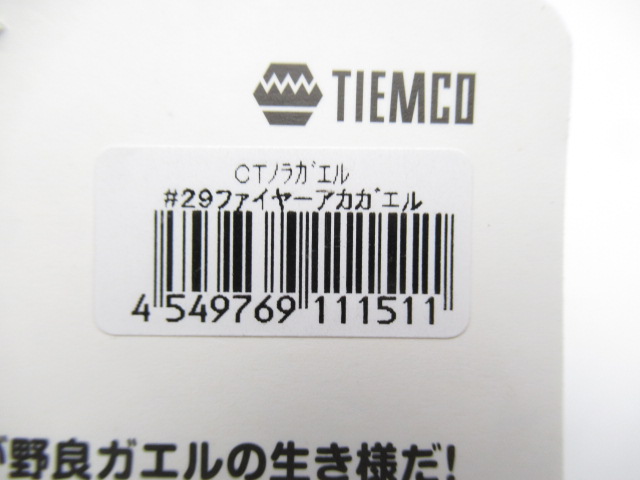 TIEMCO
CTノラガエル
#29ファイヤーアカガエル
4 549769 111511
が野良ガエルの生き様だ!